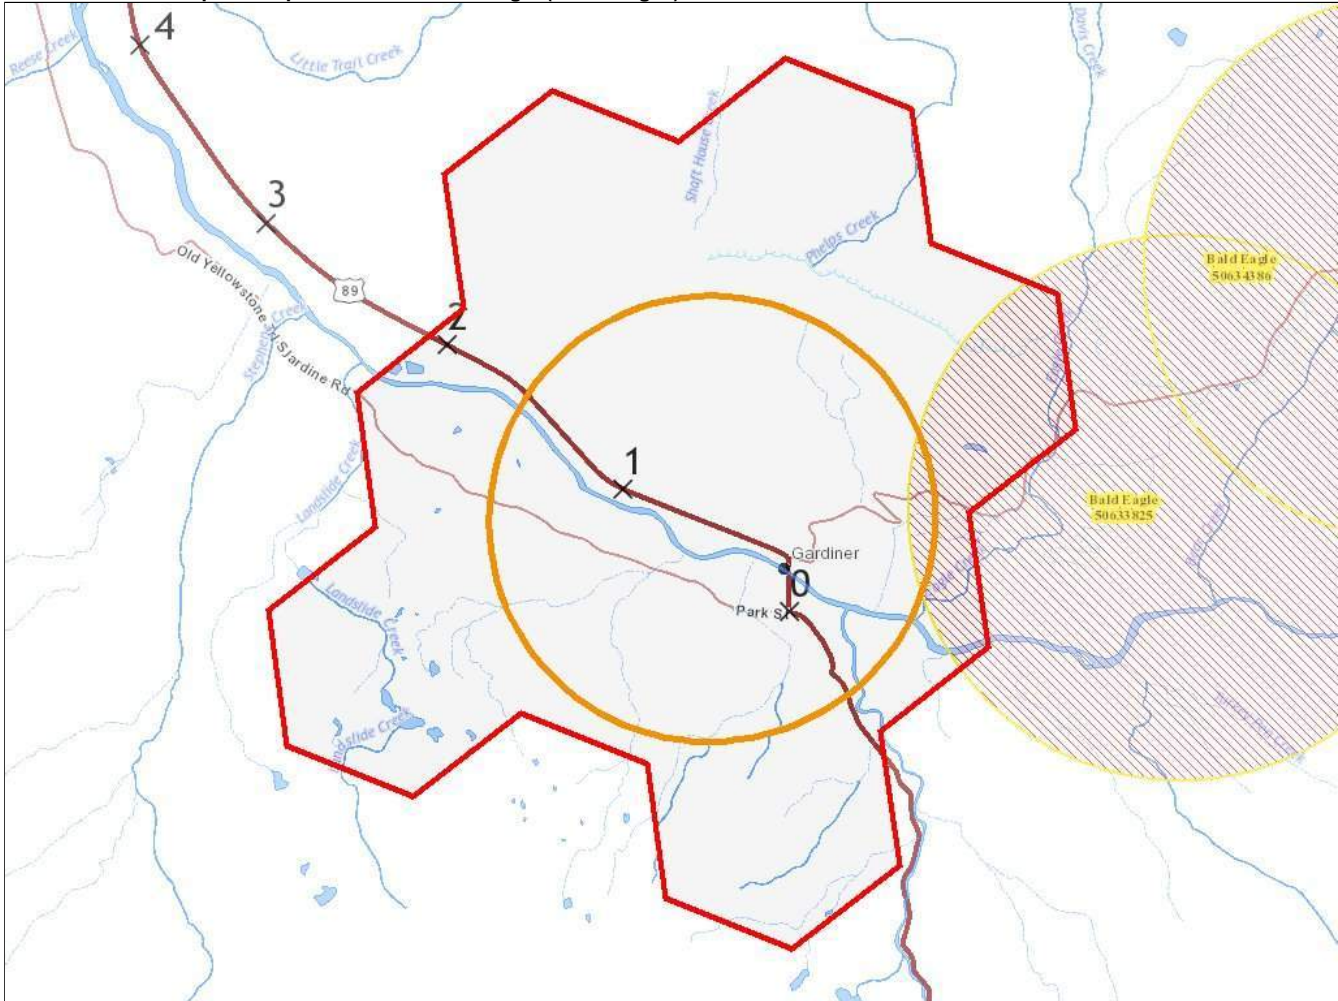 4
Reese Creek
Little Trail Creek
Davis Creek
Shaft House Creek
3
Phelps Creek
Old Yellowstone Trl S
Jardine Rd
89
Bald Eagle
50634386
2
Stephens Creek
1
Landslide Creek
Bald Eagle
50633825
Gardiner
0
Park St
Eagle Creek
Landslide
Creek
Landslide Creek